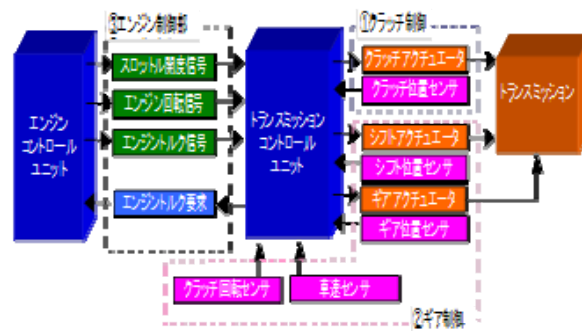 ③エンジン制御部
①クラッチ制御
スロットル開度信号
エンジン回転信号
エンジントルク信号
エンジントルク要求
エンジン
コントロール
ユニット
トランスミッション
コントロール
ユニット
クラッチアクチュエータ
クラッチ位置センサ
シフトアクチュエータ
シフト位置センサ
ギアアクチュエータ
ギア位置センサ
トランスミッション
クラッチ回転センサ
車速センサ
②ギア制御